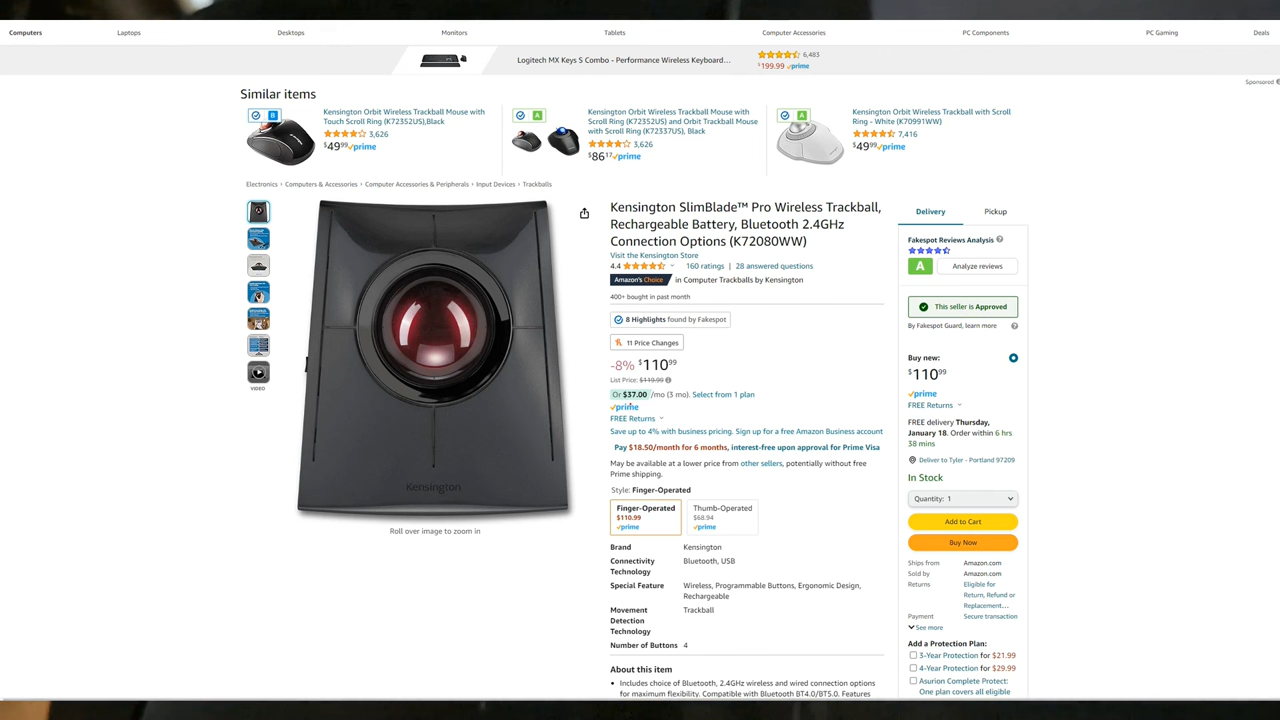 Computers
Laptops
Desktops
Monitors
Tablets
Computer Accessories
PC Components
PC Gaming
Deals
Logitech MX Keys S Combo - Performance Wireless Keyboard…
6,483
$199.99 prime
Sponsored
Similar items
B
Kensington Orbit Wireless Trackball Mouse with
Touch Scroll Ring (K72352US),Black
3,626
$49.99 prime
A
Kensington Orbit Wireless Trackball Mouse with
Scroll Ring (K72352US) and Orbit Trackball Mouse
with Scroll Ring (K72337US), Black
3,626
$86.17 prime
A
Kensington Orbit Wireless Trackball with Scroll
Ring - White (K70991WW)
7,416
$49.99 prime
Electronics › Computers & Accessories › Computer Accessories & Peripherals › Input Devices › Trackballs
VIDEO
Kensington
Roll over image to zoom in
Kensington SlimBlade™ Pro Wireless Trackball,
Rechargeable Battery, Bluetooth 2.4GHz
Connection Options (K72080WW)
Visit the Kensington Store
4.4 160 ratings | 28 answered questions
Amazon's Choice in Computer Trackballs by Kensington
400+ bought in past month
8 Highlights found by Fakespot
11 Price Changes
-8% $110.99
List Price: $119.99
Or $37.00 /mo (3 mo). Select from 1 plan
prime
FREE Returns
Save up to 4% with business pricing. Sign up for a free Amazon Business account
Pay $18.50/month for 6 months, interest-free upon approval for Prime Visa
May be available at a lower price from other sellers, potentially without free
Prime shipping.
Style: Finger-Operated
Finger-Operated
$110.99
prime
Thumb-Operated
$68.94
prime
Brand Kensington
Connectivity Bluetooth, USB
Technology
Special Feature Wireless, Programmable Buttons, Ergonomic Design,
Rechargeable
Movement Trackball
Detection
Technology
Number of Buttons 4
About this item
• Includes choice of Bluetooth, 2.4GHz wireless and wired connection options
for maximum flexibility. Compatible with Bluetooth BT4.0/BT5.0. Features
Delivery
Pickup
Fakespot Reviews Analysis
A Analyze reviews
This seller is Approved
By Fakespot Guard, learn more
Buy new:
$110.99
prime
FREE Returns
FREE delivery Thursday,
January 18. Order within 6 hrs
38 mins
Deliver to Tyler - Portland 97209
In Stock
Quantity: 1
Add to Cart
Buy Now
Ships from Amazon.com
Sold by Amazon.com
Returns Eligible for
Return, Refund or
Replacement…
Payment Secure transaction
See more
Add a Protection Plan:
3-Year Protection for $21.99
4-Year Protection for $29.99
Asurion Complete Protect:
One plan covers all eligible